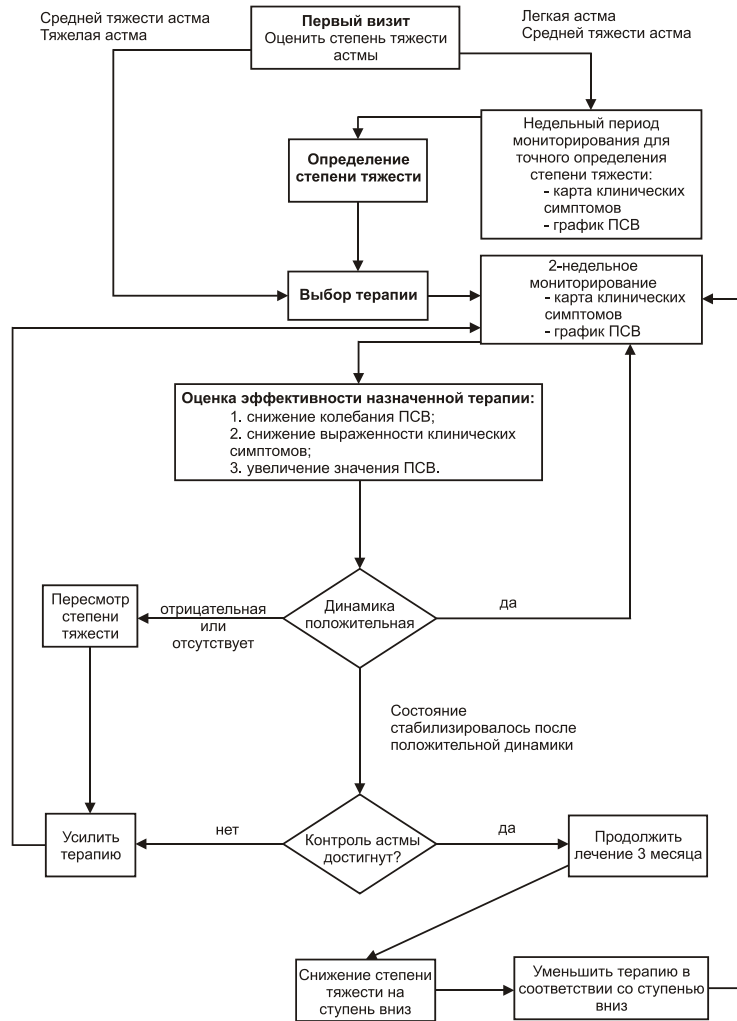 Средней тяжести астма
Тяжелая астма
Первый визит
Оценить степень тяжести
астмы
Легкая астма
Средней тяжести астма
Недельный период
мониторирования для
точного определения
степени тяжести:
- карта клинических
симптомов
- график ПСВ
Определение
степени тяжести
Выбор терапии
2-недельное
мониторирование
- карта клинических
симптомов
- график ПСВ
Оценка эффективности назначенной терапии:
1. снижение колебания ПСВ;
2. снижение выраженности клинических
симптомов;
3. увеличение значения ПСВ.
Пересмотр
степени
тяжести
отрицательная
или
отсутствует
Динамика
положительная
да
Состояние
стабилизировалось после
положительной динамики
Усилить
терапию
нет
Контроль астмы
достигнут?
да
Продолжить
лечение 3 месяца
Снижение степени
тяжести на
ступень вниз
Уменьшить терапию в
соответствии со ступенью
вниз